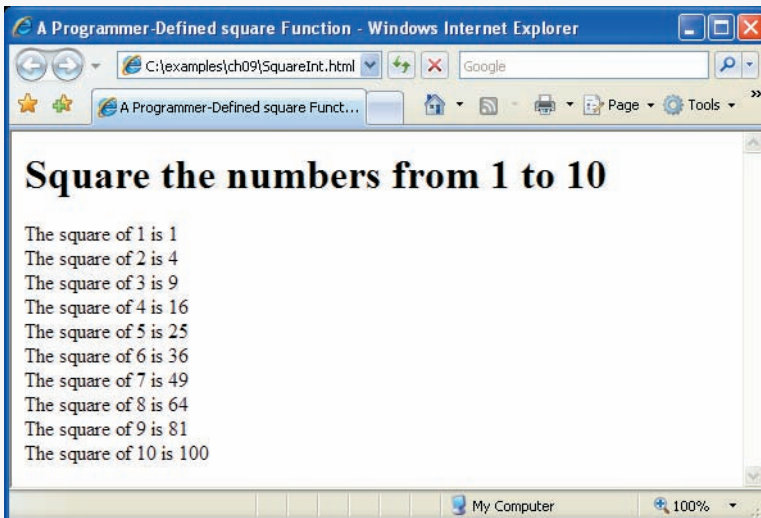 A Programmer-Defined square Function - Windows Internet Explorer
C:\examples\ch09\SquareInt.html
Google
A Programmer-Defined square Funct...
Page
Tools
Square the numbers from 1 to 10
The square of 1 is 1
The square of 2 is 4
The square of 3 is 9
The square of 4 is 16
The square of 5 is 25
The square of 6 is 36
The square of 7 is 49
The square of 8 is 64
The square of 9 is 81
The square of 10 is 100
My Computer
100%